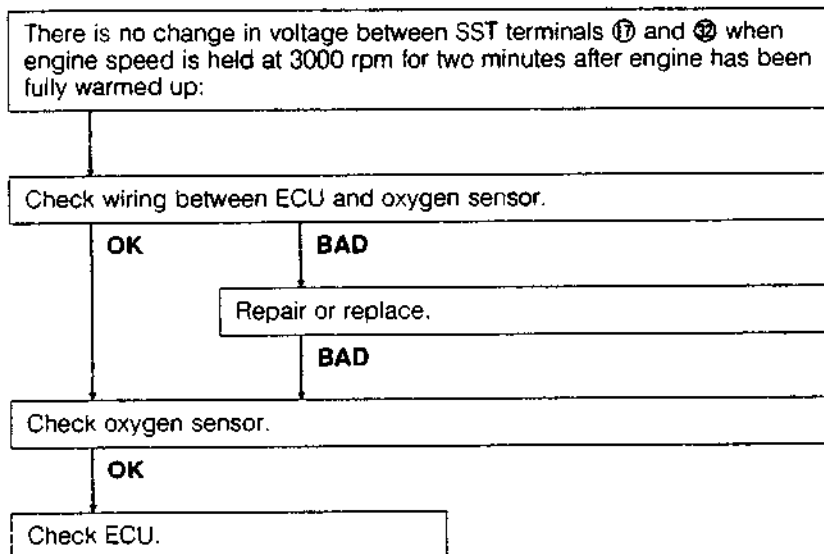 There is no change in voltage between SST terminals ⑰ and ㉜ when
engine speed is held at 3000 rpm for two minutes after engine has been
fully warmed up:
Check wiring between ECU and oxygen sensor.
OK
BAD
Repair or replace.
BAD
Check oxygen sensor.
OK
Check ECU.